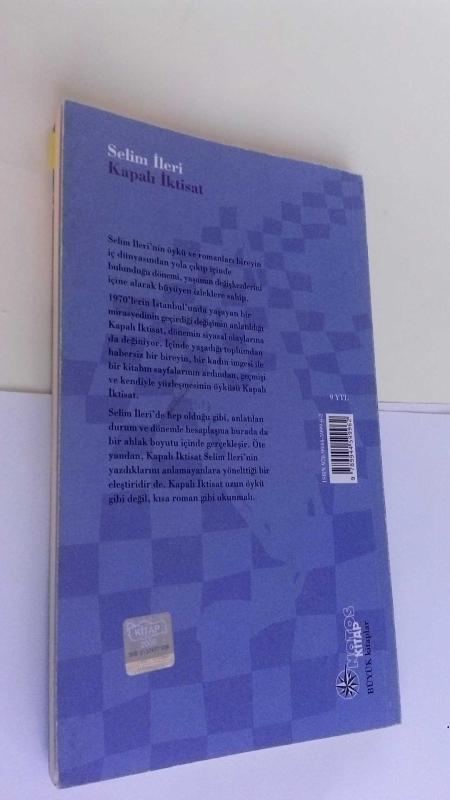 Selim İleri
Kapalı İktisat
Selim İleri'nin öykü ve romanları bireyin
iç dünyasından yola çıkıp içinde
bulunduğu dönemi, yaşamın değişkenlerini
içine alarak büyüyen izleklere sahip.
1970'lerin İstanbul'unda yaşayan bir
mirasyedinin geçirdiği değişimin anlatıldığı
Kapalı İktisat, dönemin siyasal olaylarına
da değiniyor. İçinde yaşadığı toplumdan
habersiz bir bireyin, bir kadın imgesi ile
bir kitabın sayfalarının ardından, geçmişi
ve kendiyle yüzleşmesinin öyküsü Kapalı
İktisat.
Selim İleri'de hep olduğu gibi, anlatılan
durum ve dönemle hesaplaşma burada da
bir ahlak boyutu içinde gerçekleşir. Öte
yandan, Kapalı İktisat Selim İleri'nin
yazdıklarını anlamayanlara yönelttiği bir
eleştiridir de. Kapalı İktisat uzun öykü
gibi değil, kısa roman gibi okunmalı.
9 YTL
KİTAP
NOTOS
KİTAP
BÜYÜK kitaplar